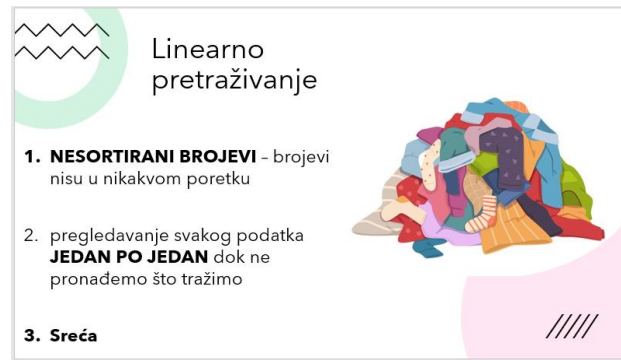 Linearno
pretraživanje
1. NESORTIRANI BROJEVI – brojevi
nisu u nikakvom poretku
2. pregledavanje svakog podatka
JEDAN PO JEDAN dok ne
pronađemo što tražimo
3. Sreća